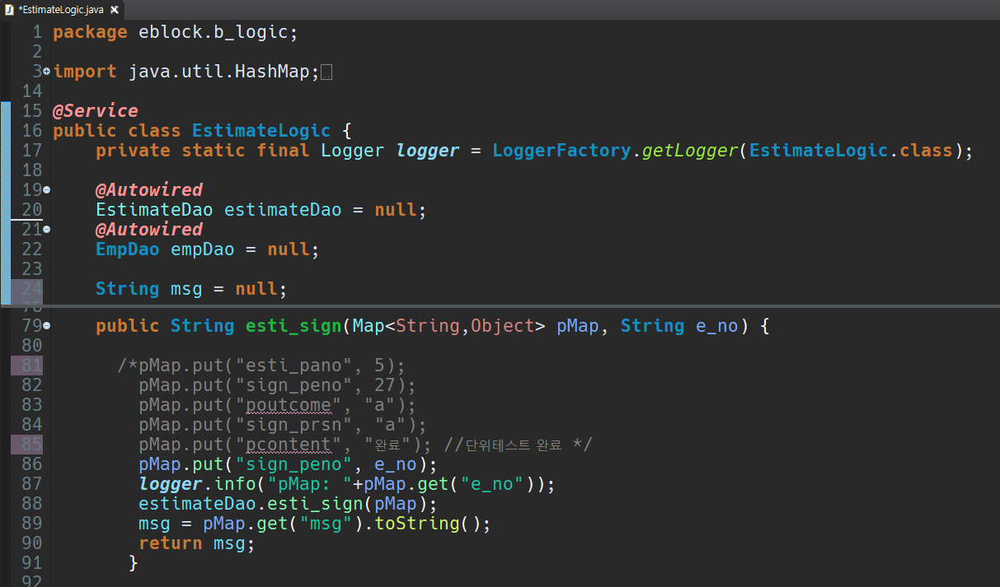 *EstimateLogic.java
1 package eblock.b_logic;
2
3 import java.util.HashMap;
14
15 @Service
16 public class EstimateLogic {
17 private static final Logger logger = LoggerFactory.getLogger(EstimateLogic.class);
18
19 @Autowired
20 EstimateDao estimateDao = null;
21 @Autowired
22 EmpDao empDao = null;
23
24 String msg = null;
79 public String esti_sign(Map<String,Object> pMap, String e_no) {
80
81 /*pMap.put("esti_pano", 5);
82 pMap.put("sign_peno", 27);
83 pMap.put("poutcome", "a");
84 pMap.put("sign_prsn", "a");
85 pMap.put("pcontent", "완료"); //단위테스트 완료 */
86 pMap.put("sign_peno", e_no);
87 logger.info("pMap: "+pMap.get("e_no"));
88 estimateDao.esti_sign(pMap);
89 msg = pMap.get("msg").toString();
90 return msg;
91 }
92